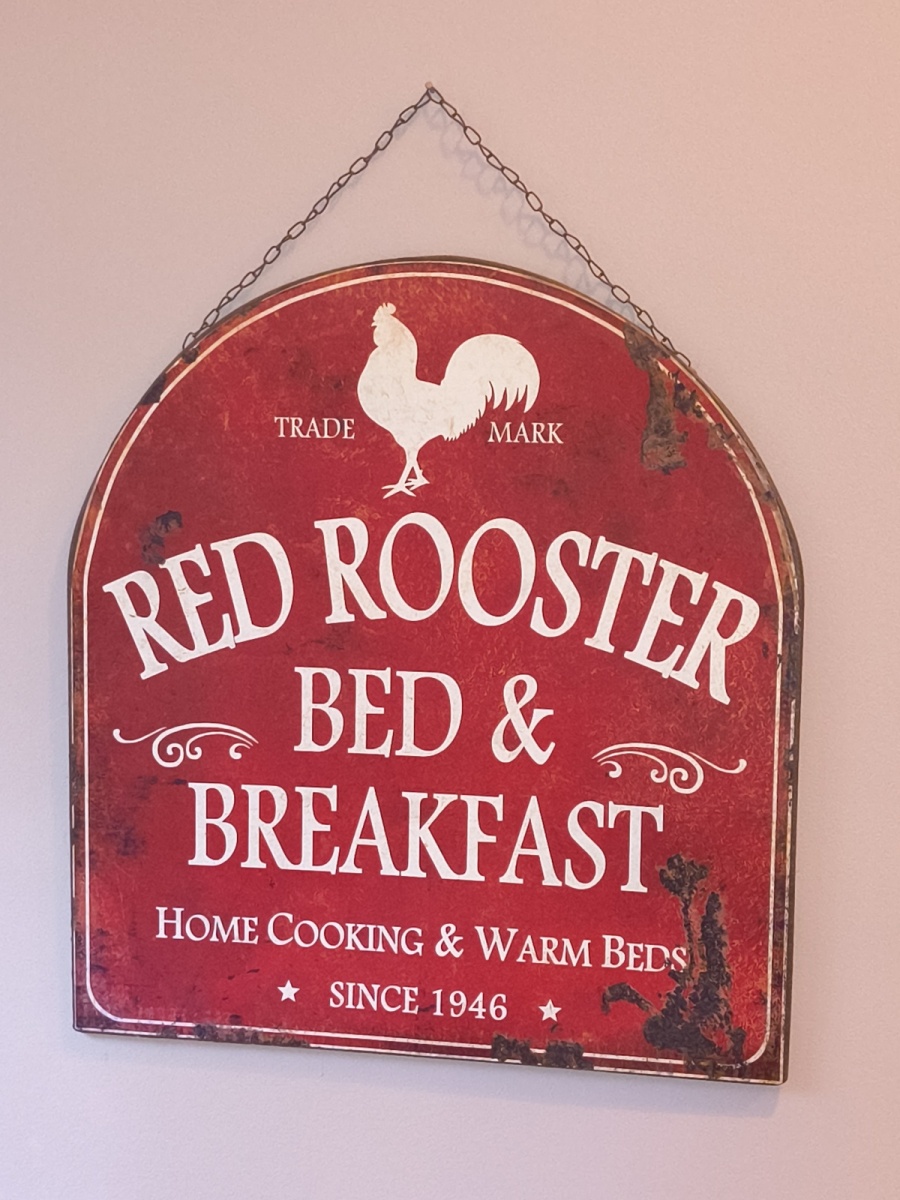 TRADE MARK
RED ROOSTER
BED &
BREAKFAST
HOME COOKING & WARM BEDS
SINCE 1946